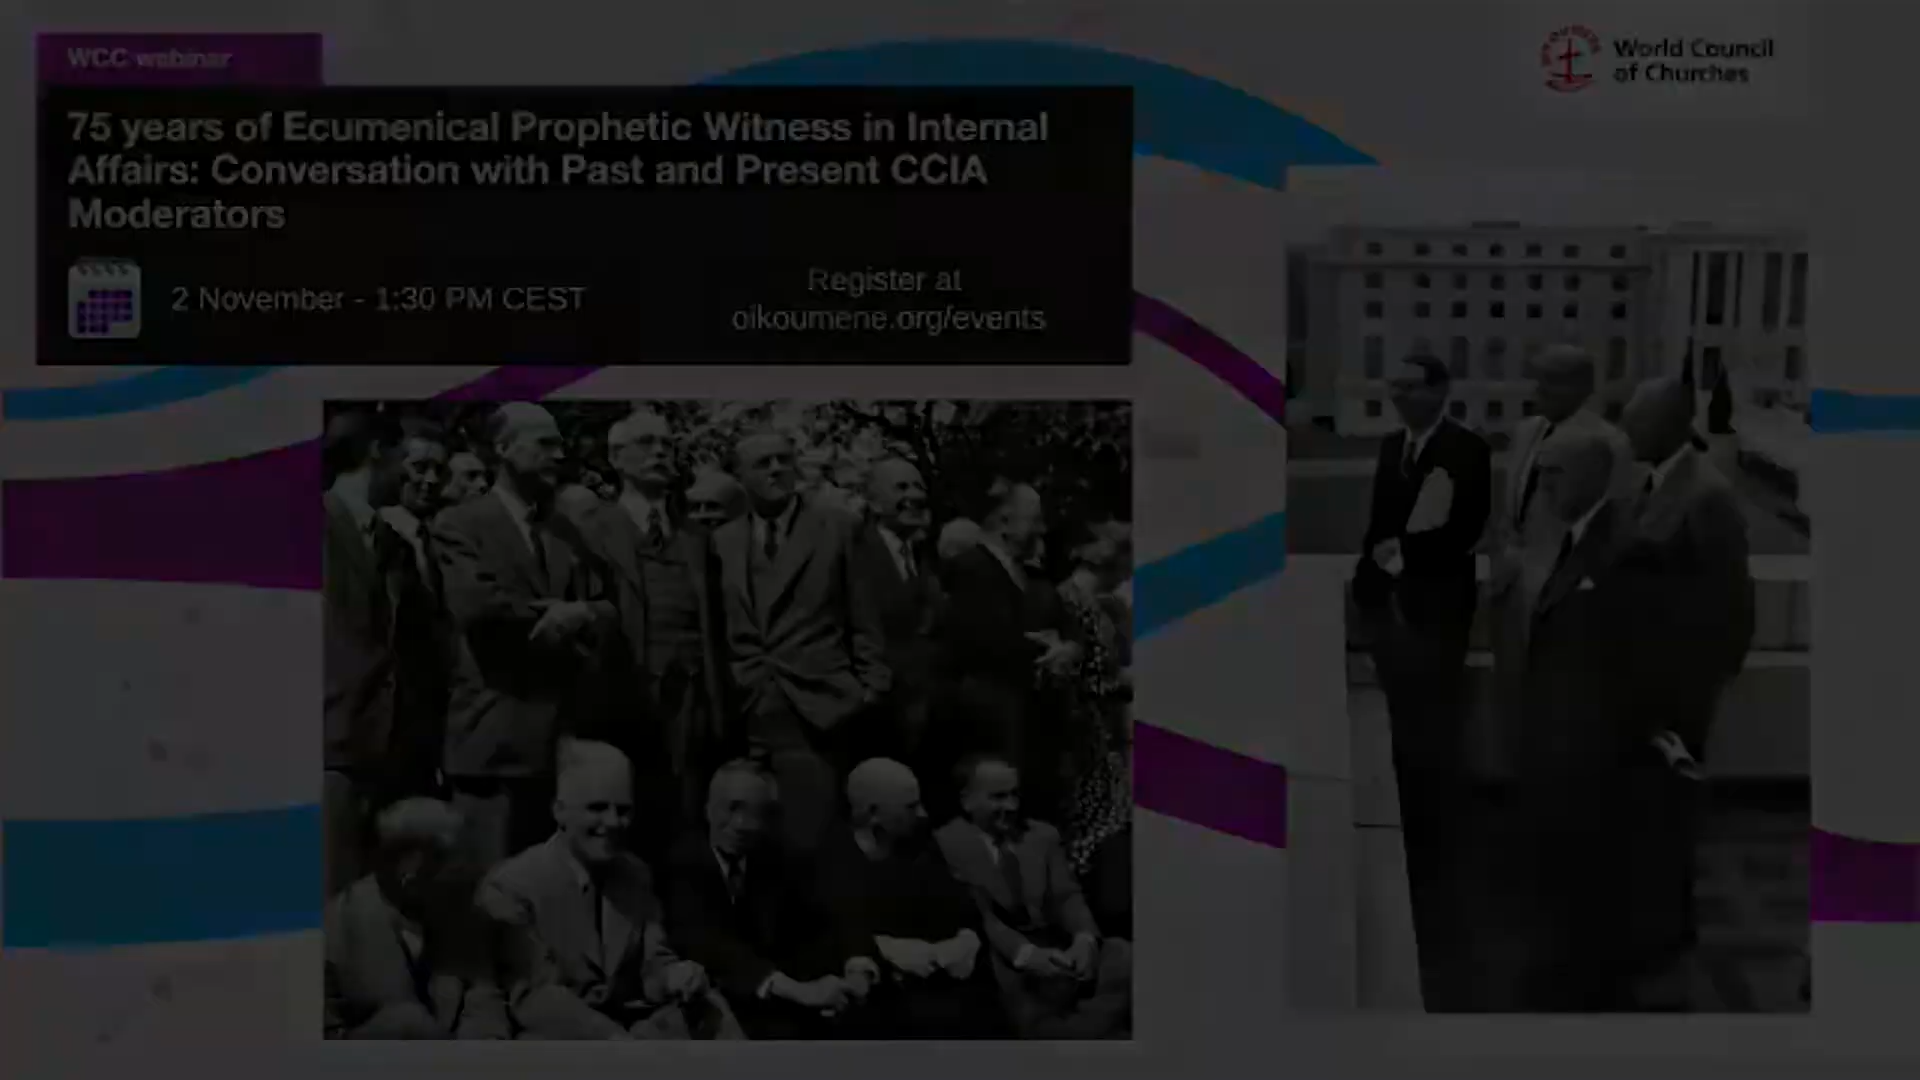 WCC webinar
World Council
of Churches
75 years of Ecumenical Prophetic Witness in Internal
Affairs: Conversation with Past and Present CCIA
Moderators
2 November - 1:30 PM CEST
Register at
oikoumene.org/events